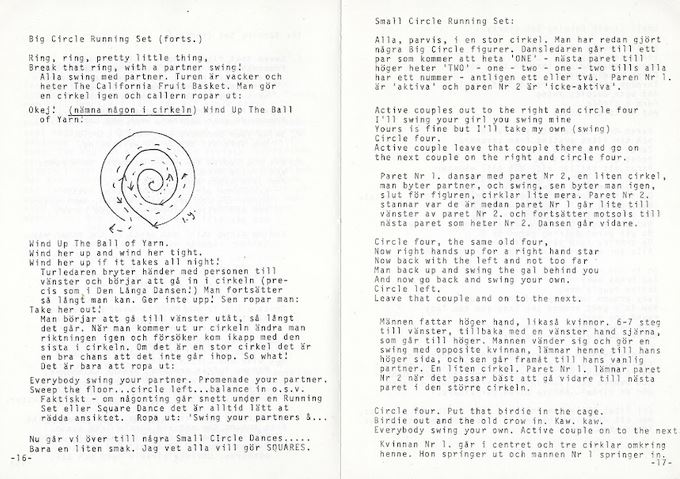 Big Circle Running Set (forts.)
Ring, ring, pretty little thing,
Break that ring, with a partner swing!
Alla swing med partner. Turen är vacker och
heter The California Fruit Basket. Man gör
en cirkel igen och callern ropar ut:
Okej! (nämna någon i cirkeln) Wind Up The Ball
of Yarn!
Wind Up The Ball of Yarn.
Wind her up and wind her tight.
Wind her up if it takes all night!
Turledaren bryter händer med personen till
vänster och börjar att gå in i cirkeln (pre-
cis som i Den Långa Dansen!) Man fortsätter
så långt man kan. Ger inte upp! Sen ropar man:
Take her out!
Man börjar att gå till vänster utåt, så långt
det går. När man kommer ut ur cirkeln ändra man
riktningen igen och försöker kom ikapp med den
sista i cirkeln. Om det är en stor cirkel det är
en bra chans att det inte går ihop. So what!
Det är bara att ropa ut:
Everybody swing your partner. Promenade your partner.
Sweep the floor...circle left...balance in o.s.v.
Faktiskt - om någonting går snett under en Running
Set eller Square Dance det är alltid lätt at
rädda ansiktet. Ropa ut: 'Swing your partners &...
Nu går vi över till några Small CIrcle Dances.....
Bara en liten smak. Jag vet alla vill gör SQUARES.
-16-
Small Circle Running Set:
Alla, parvis, i en stor cirkel. Man har redan gjört
några Big Circle figurer. Dansledaren går till ett
par som kommer att heta 'ONE' - nästa paret till
höger heter 'TWO' - one - two - one - two tills alla
har ett nummer - antligen ett eller två. Paren Nr 1.
är 'aktiva' och paren Nr 2 är 'icke-aktiva'.
Active couples out to the right and circle four
I'll swing your girl you swing mine
Yours is fine but I'll take my own (swing)
Circle four.
Active couple leave that couple there and go on
the next couple on the right and circle four.
Paret Nr 1. dansar med paret Nr 2, en liten cirkel,
man byter partner, och swing, sen byter man igen,
slut för figuren, cirklar lite mera. Paret Nr 2.
stannar var de är medan paret Nr 1 går lite till
vänster av paret Nr 2. och fortsätter motsols till
nästa paret som heter Nr 2. Dansen går vidare.
Circle four, the same old four,
Now right hands up for a right hand star
Now back with the left and not too far
Man back up and swing the gal behind you
And now go back and swing your own.
Circle left.
Leave that couple and on to the next.
Männen fattar höger hand, likaså kvinnor. 6-7 steg
till vänster, tillbaka med en vänster hand sjärna,
som går till höger. Mannen vänder sig och gör en
swing med opposite kvinnan, lämnar henne till hans
höger sida, och sen går framåt till hans vanlig
partner. En liten cirkel. Paret Nr 1. lämnar paret
Nr 2 när det passar bäst att gå vidare till nästa
paret i den större cirkeln.
Circle four. Put that birdie in the cage.
Birdie out and the old crow in. Kaw. kaw.
Everybody swing your own. Active couple on to the next
Kvinnan Nr 1. går i centret och tre cirklar omkring
henne. Hon springer ut och mannen Nr 1 springer in.
-17-